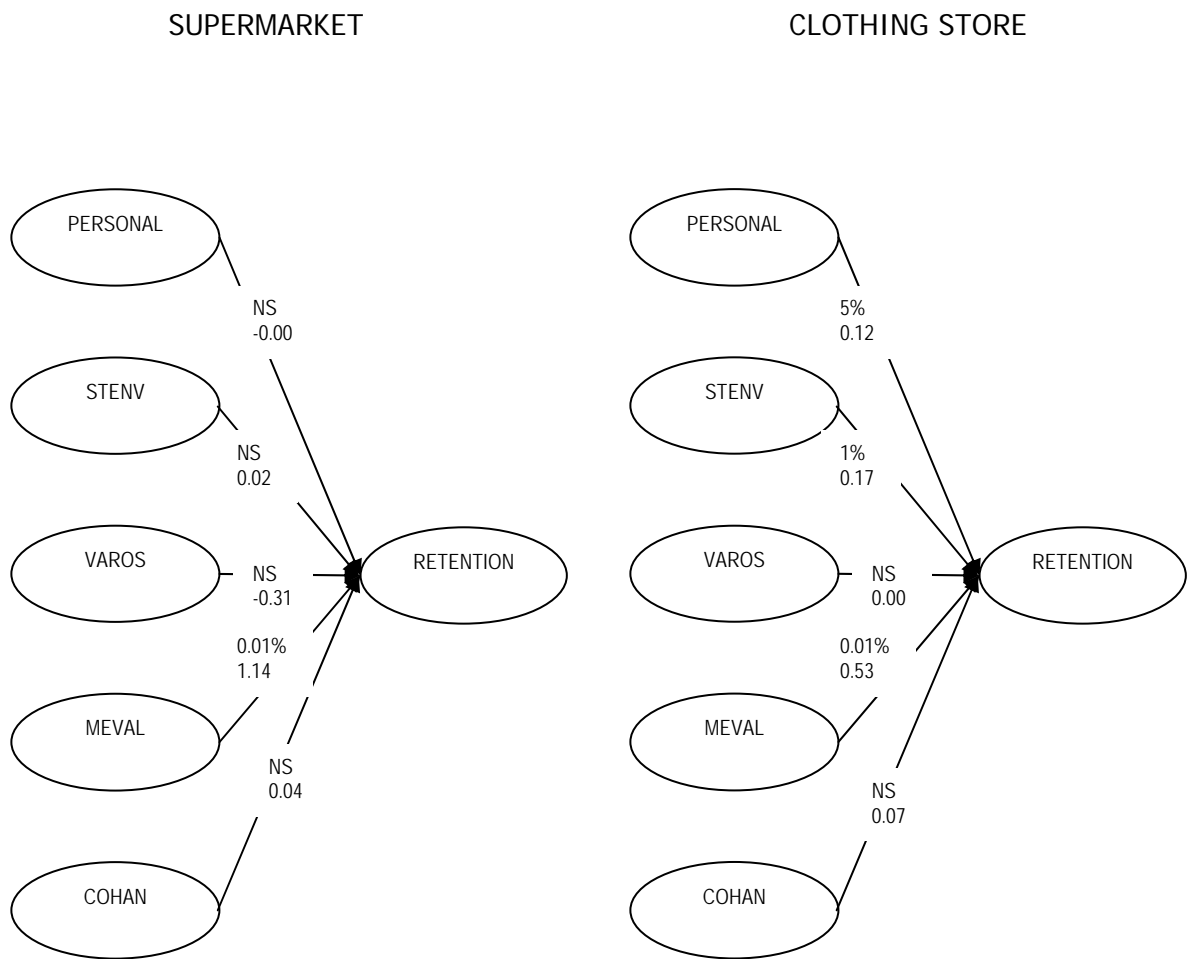 SUPERMARKET
PERSONAL
NS
-0.00
STENV
NS
0.02
VAROS
NS
-0.31
RETENTION
0.01%
1.14
MEVAL
NS
0.04
COHAN
CLOTHING STORE
PERSONAL
5%
0.12
STENV
1%
0.17
VAROS
NS
0.00
RETENTION
0.01%
0.53
MEVAL
NS
0.07
COHAN